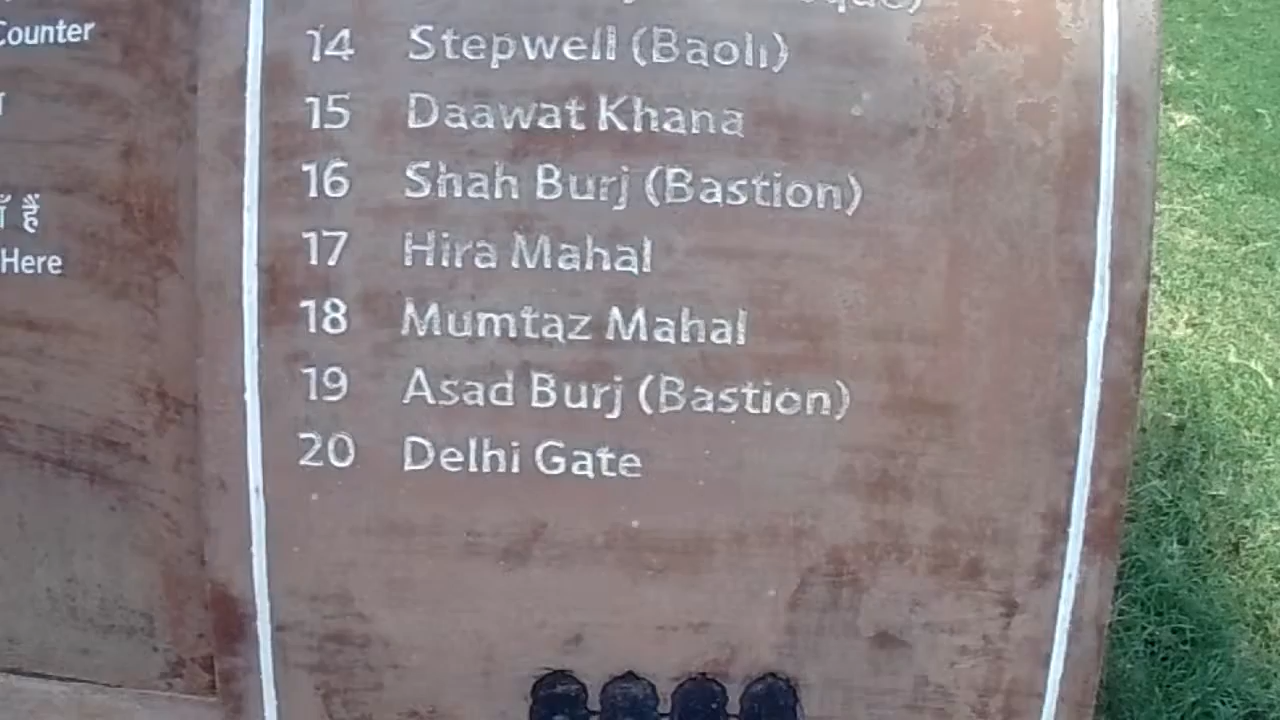 Counter
हैं
Here
14 Stepwell (Baoli)
15 Daawat Khana
16 Shah Burj (Bastion)
17 Hira Mahal
18 Mumtaz Mahal
19 Asad Burj (Bastion)
20 Delhi Gate